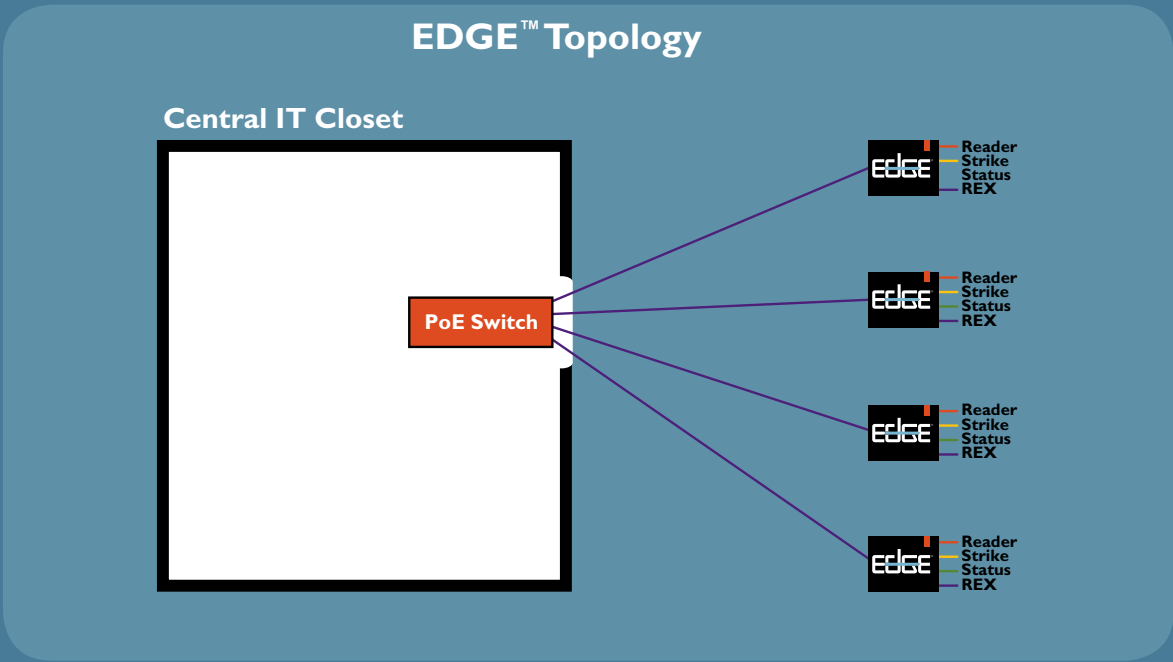 EDGE™ Topology
Central IT Closet
PoE Switch
EDGE
Reader
Strike
Status
REX
EDGE
Reader
Strike
Status
REX
EDGE
Reader
Strike
Status
REX
EDGE
Reader
Strike
Status
REX